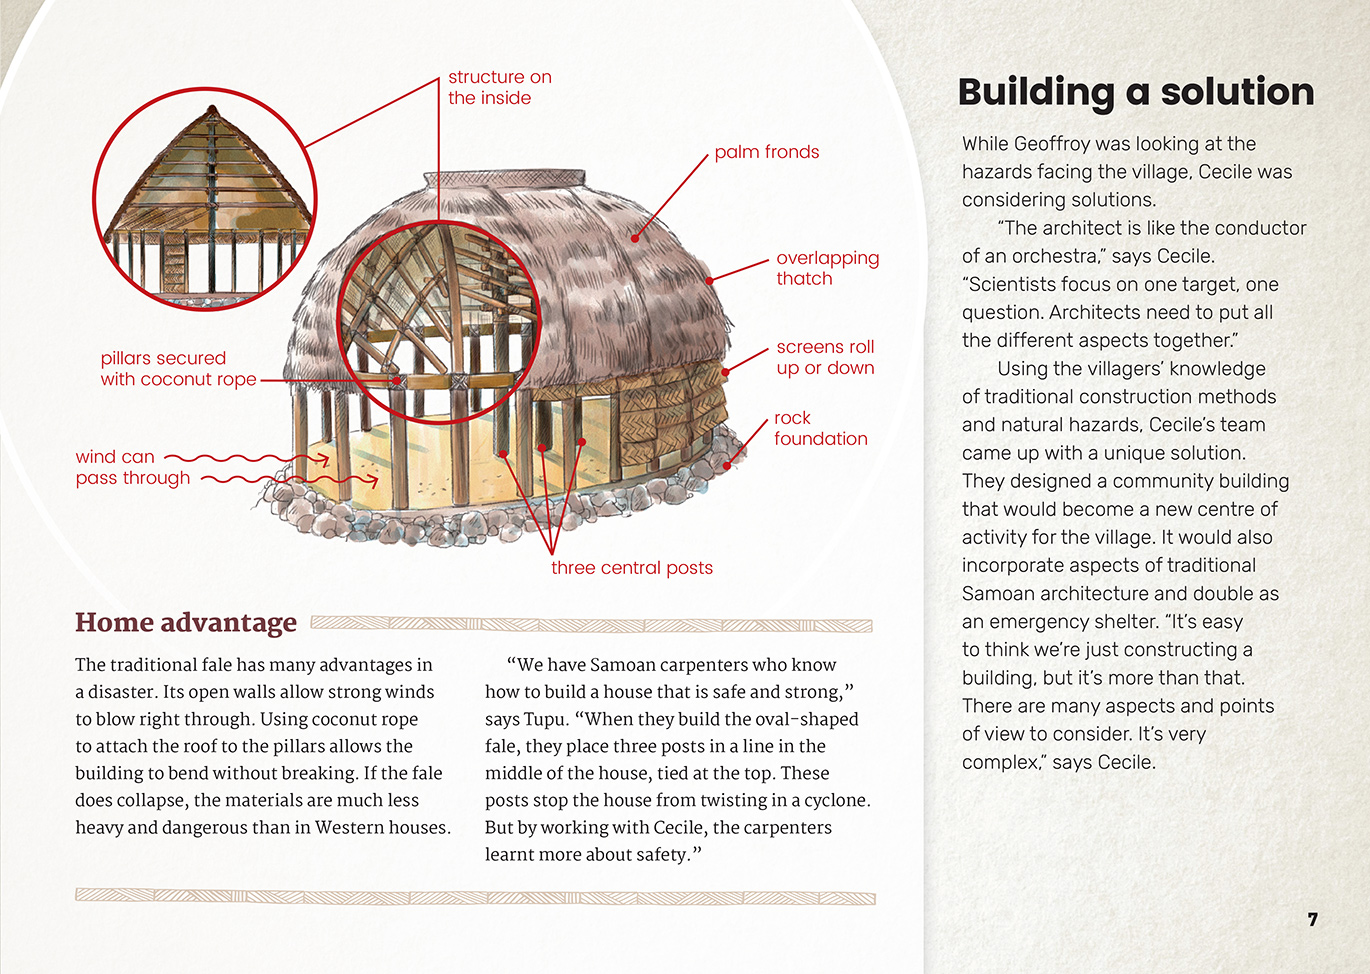 structure on
the inside
palm fronds
overlapping
thatch
screens roll
up or down
rock
foundation
pillars secured
with coconut rope
wind can
pass through
three central posts
Home advantage
The traditional fale has many advantages in
a disaster. Its open walls allow strong winds
to blow right through. Using coconut rope
to attach the roof to the pillars allows the
building to bend without breaking. If the fale
does collapse, the materials are much less
heavy and dangerous than in Western houses.
“We have Samoan carpenters who know
how to build a house that is safe and strong,”
says Tupu. “When they build the oval-shaped
fale, they place three posts in a line in the
middle of the house, tied at the top. These
posts stop the house from twisting in a cyclone.
But by working with Cecile, the carpenters
learnt more about safety.”
Building a solution
While Geoffroy was looking at the
hazards facing the village, Cecile was
considering solutions.
“The architect is like the conductor
of an orchestra,” says Cecile.
“Scientists focus on one target, one
question. Architects need to put all
the different aspects together.”
Using the villagers’ knowledge
of traditional construction methods
and natural hazards, Cecile’s team
came up with a unique solution.
They designed a community building
that would become a new centre of
activity for the village. It would also
incorporate aspects of traditional
Samoan architecture and double as
an emergency shelter. “It’s easy
to think we’re just constructing a
building, but it’s more than that.
There are many aspects and points
of view to consider. It’s very
complex,” says Cecile.
7